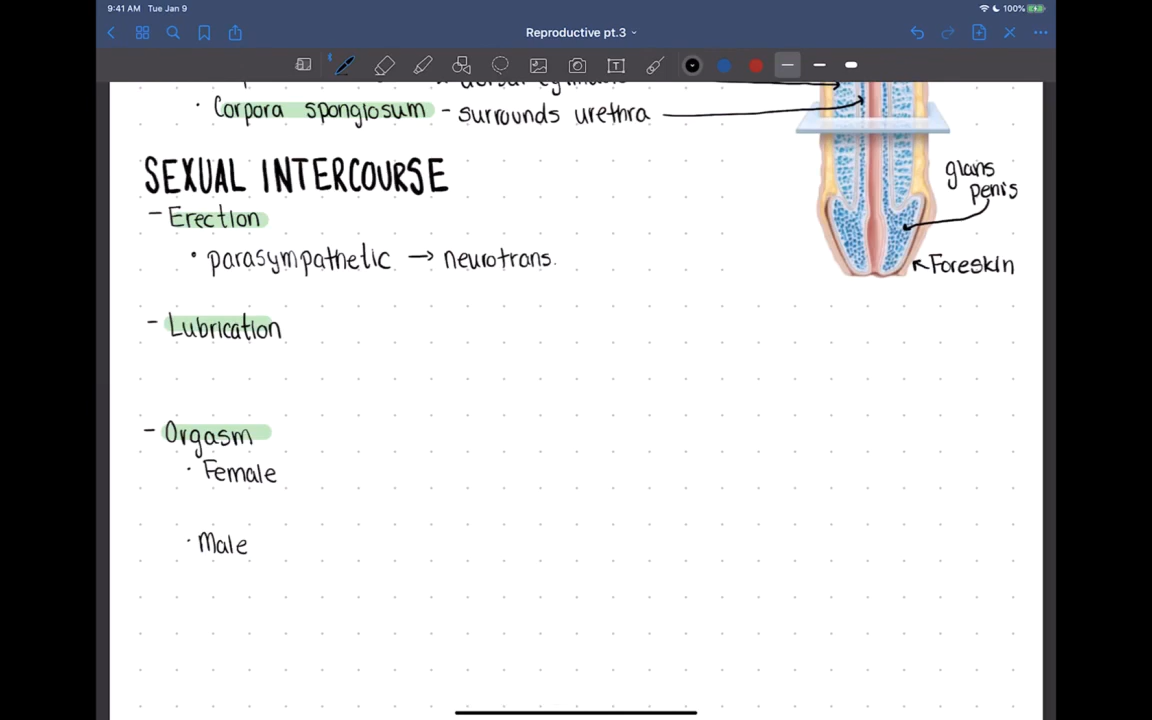 9:41 AM Tue Jan 9
100%
Reproductive pt.3
· Corpora spongiosum - surrounds urethra
SEXUAL INTERCOURSE
glans
penis
- Erection
· parasympathetic → neurotrans.
Foreskin
- Lubrication
- Orgasm
· Female
· Male